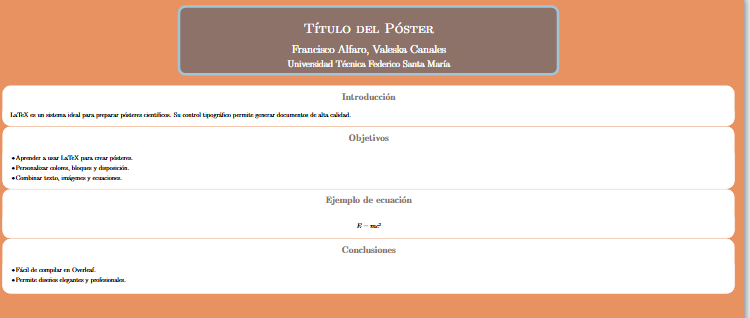 Título del Póster
Francisco Alfaro, Valeska Canales
Universidad Técnica Federico Santa María
Introducción
LaTeX es un sistema ideal para preparar pósteres científicos. Su control tipográfico permite generar documentos de alta calidad.
Objetivos
• Aprender a usar LaTeX para crear pósteres.
• Personalizar colores, bloques y disposición.
• Combinar texto, imágenes y ecuaciones.
Ejemplo de ecuación
E = mc²
Conclusiones
• Fácil de compilar en Overleaf.
• Permite diseños elegantes y profesionales.